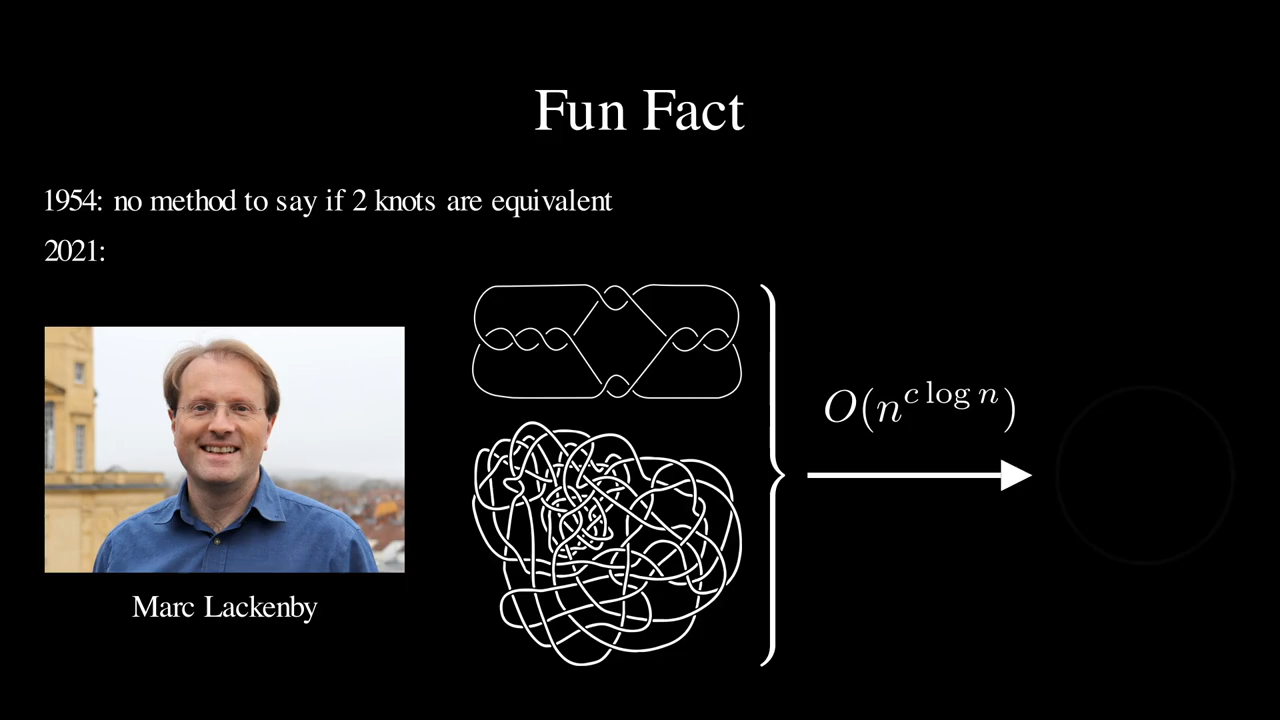 Fun Fact
1954: no method to say if 2 knots are equivalent
2021:
O(n^{c log n})
Marc Lackenby